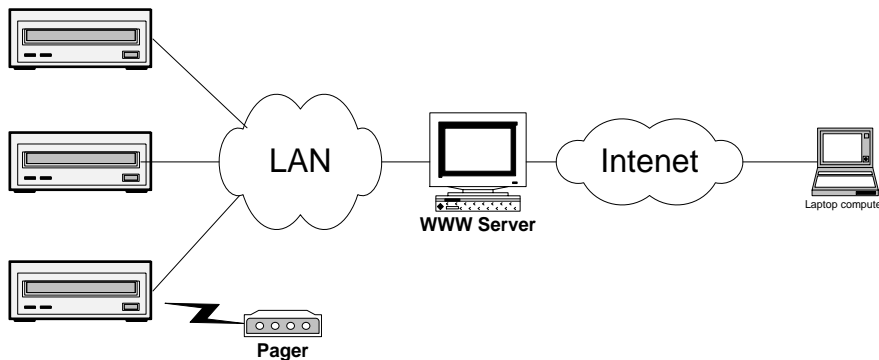 LAN
Intenet
WWW Server
Laptop compute
Pager